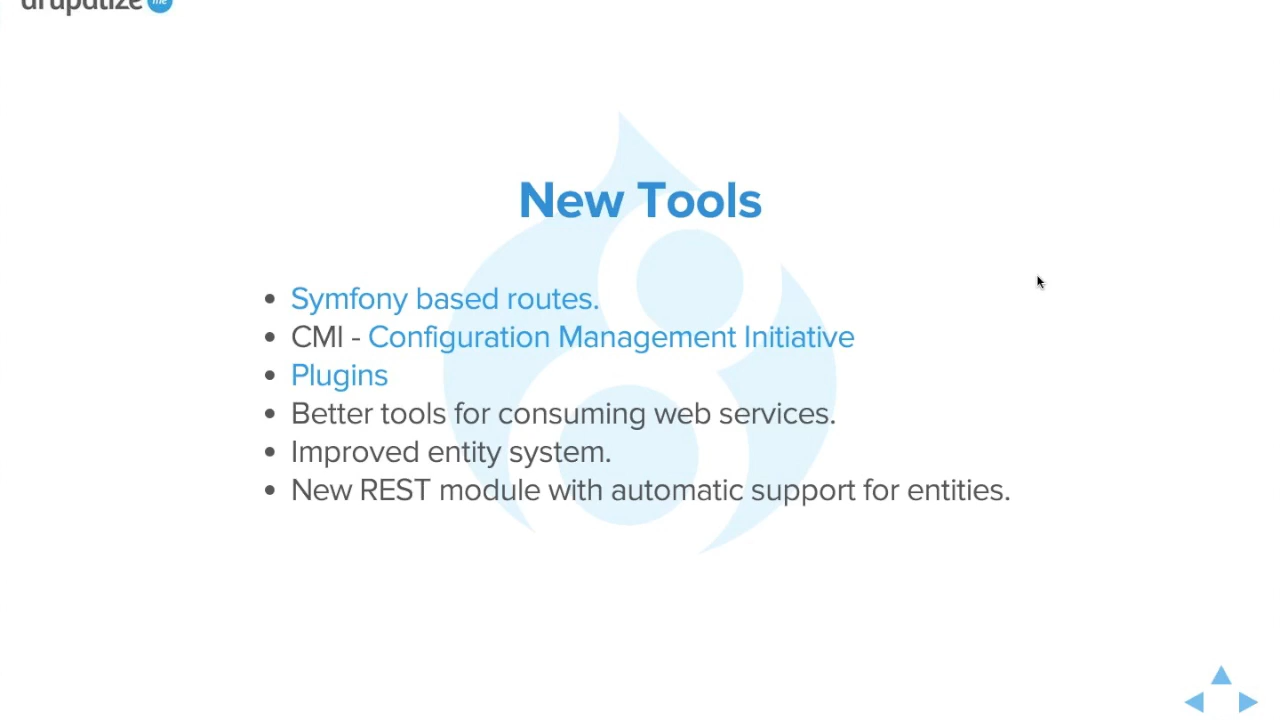 drupalize me
New Tools
Symfony based routes.
CMI - Configuration Management Initiative
Plugins
Better tools for consuming web services.
Improved entity system.
New REST module with automatic support for entities.